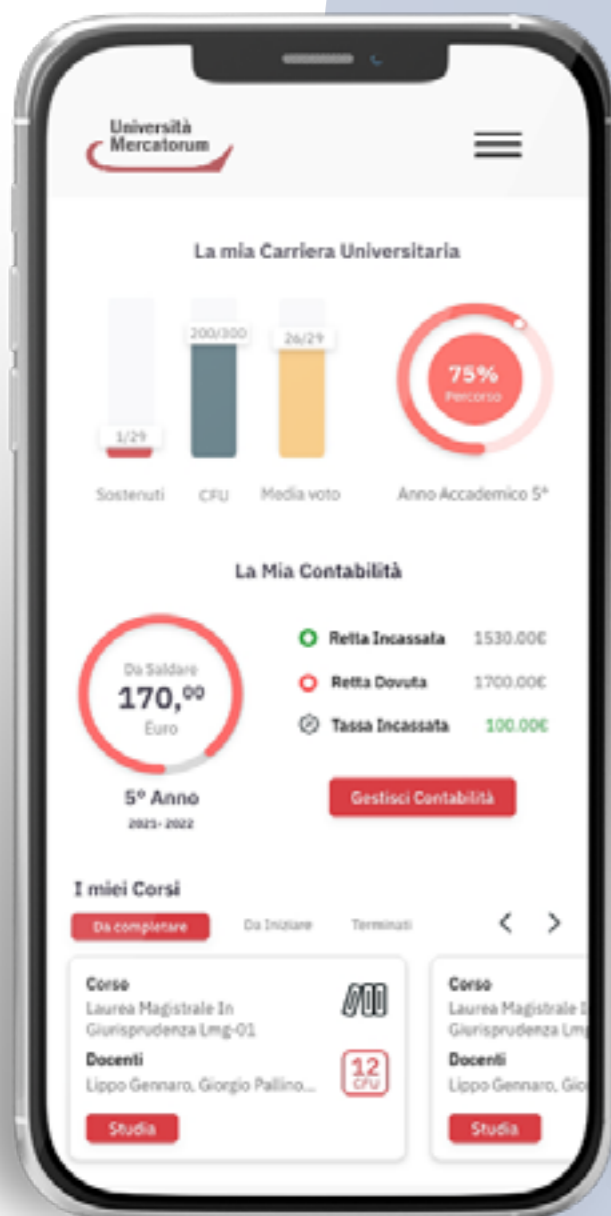 Università
Mercatorum
La mia Carriera Universitaria
200/300
26/29
1/29
75%
Percorso
Sostenuti
CFU
Media voto
Anno Accademico 5°
La Mia Contabilità
Da Saldare
170,00
Euro
5° Anno
2021-2022
Retta Incassata 1530.00€
Retta Dovuta 1700.00€
Tassa Incassata 100.00€
Gestisci Contabilità
I miei Corsi
Da completare
Da Iniziare
Terminati
Corso
Laurea Magistrale In
Giurisprudenza Lmg-01
Docenti
Lippo Gennaro, Giorgio Pallino...
12
CFU
Studia
Corso
Laurea Magistrale I
Giurisprudenza Lmg
Docenti
Lippo Gennaro, Gio
Studia